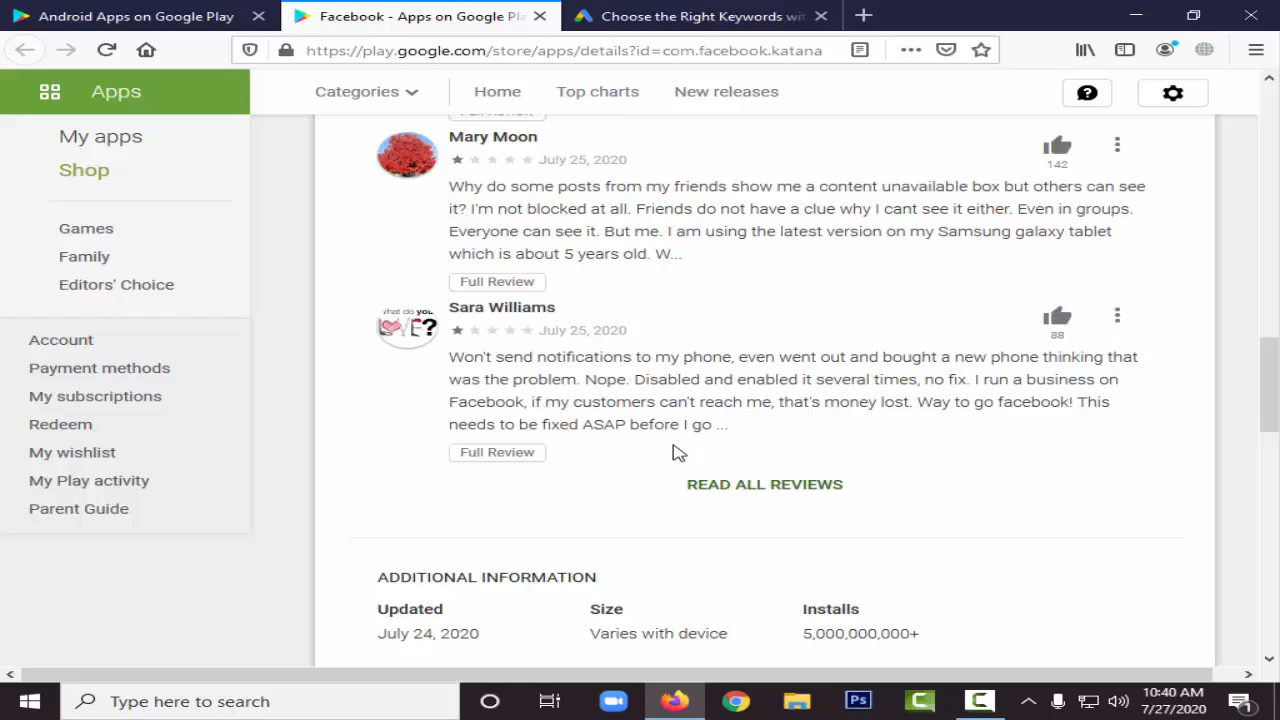 Android Apps on Google Play
Facebook - Apps on Google Pl
Choose the Right Keywords wit
https://play.google.com/store/apps/details?id=com.facebook.katana
Apps
Categories
Home
Top charts
New releases
My apps
Shop
Games
Family
Editors' Choice
Account
Payment methods
My subscriptions
Redeem
My wishlist
My Play activity
Parent Guide
Full Review
Mary Moon
July 25, 2020
142
Why do some posts from my friends show me a content unavailable box but others can see
it? I'm not blocked at all. Friends do not have a clue why I cant see it either. Even in groups.
Everyone can see it. But me. I am using the latest version on my Samsung galaxy tablet
which is about 5 years old. W...
Full Review
what do you
LOVE?
Sara Williams
July 25, 2020
88
Won't send notifications to my phone, even went out and bought a new phone thinking that
was the problem. Nope. Disabled and enabled it several times, no fix. I run a business on
Facebook, if my customers can't reach me, that's money lost. Way to go facebook! This
needs to be fixed ASAP before I go ...
Full Review
READ ALL REVIEWS
ADDITIONAL INFORMATION
Updated
Size
Installs
July 24, 2020
Varies with device
5,000,000,000+
Type here to search
Ps
10:40 AM
7/27/2020
1